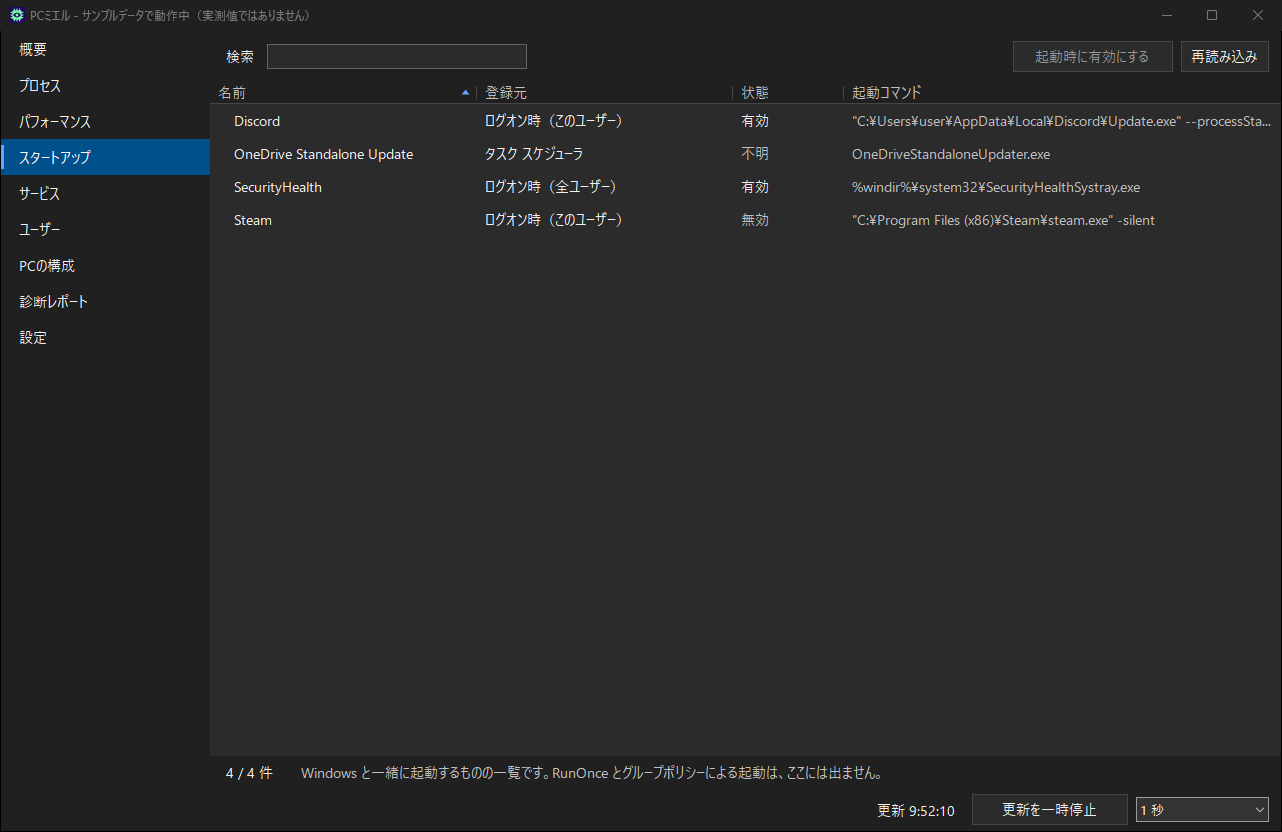 PCミエル - サンプルデータで動作中（実測値ではありません）
概要
プロセス
パフォーマンス
スタートアップ
サービス
ユーザー
PCの構成
診断レポート
設定
検索
起動時に有効にする
再読み込み
名前 登録元 状態 起動コマンド
Discord ログオン時（このユーザー） 有効 "C:¥Users¥user¥AppData¥Local¥Discord¥Update.exe" --processSta...
OneDrive Standalone Update タスク スケジューラ 不明 OneDriveStandaloneUpdater.exe
SecurityHealth ログオン時（全ユーザー） 有効 %windir%¥system32¥SecurityHealthSystray.exe
Steam ログオン時（このユーザー） 無効 "C:¥Program Files (x86)¥Steam¥steam.exe" -silent
4 / 4 件 Windows と一緒に起動するものの一覧です。RunOnce とグループポリシーによる起動は、ここには出ません。
更新 9:52:10 更新を一時停止 1 秒